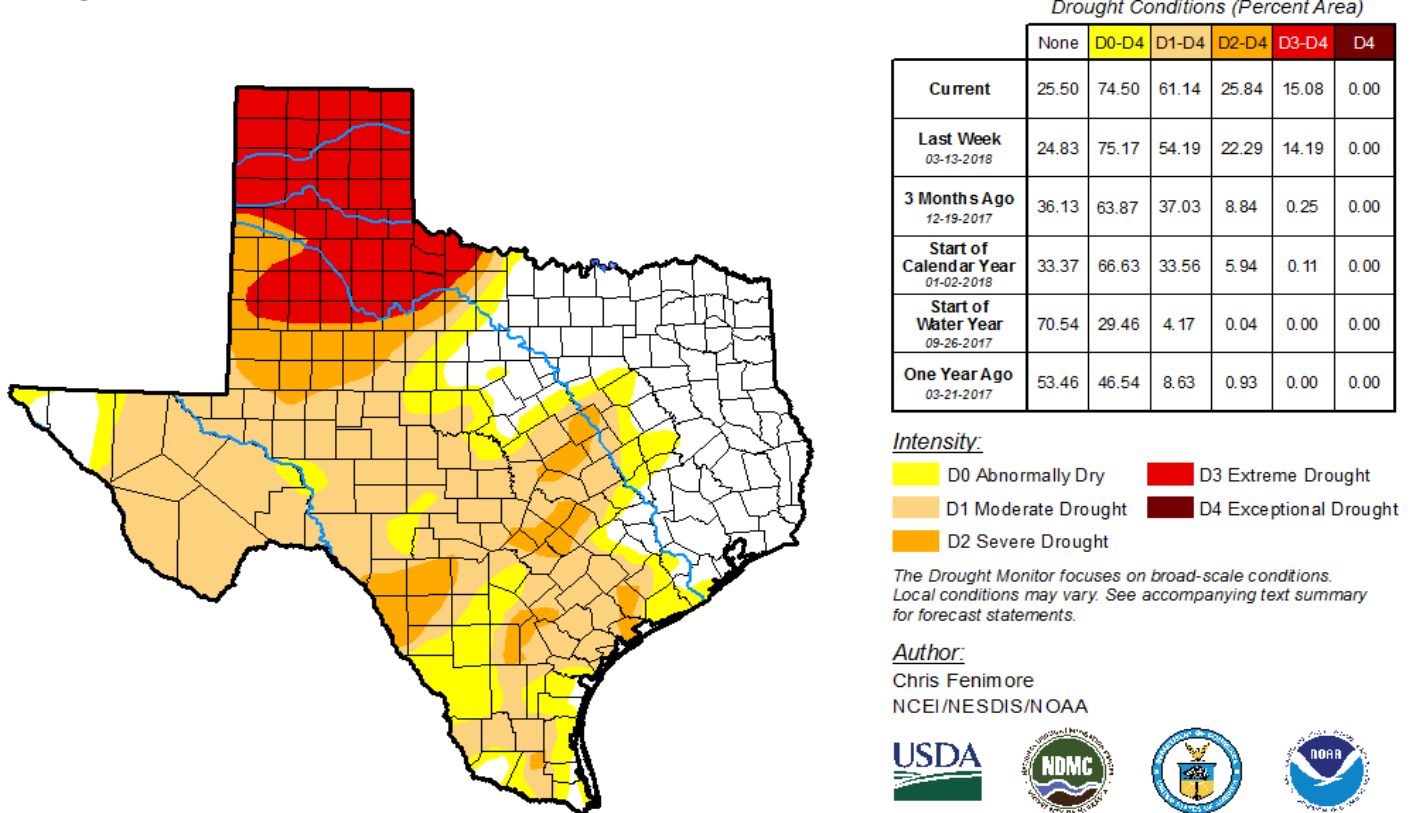 Drought Conditions (Percent Area)
None D0-D4 D1-D4 D2-D4 D3-D4 D4
Current 25.50 74.50 61.14 25.84 15.08 0.00
Last Week
03-13-2018
24.83 75.17 54.19 22.29 14.19 0.00
3 Months Ago
12-19-2017
36.13 63.87 37.03 8.84 0.25 0.00
Start of
Calendar Year
01-02-2018
33.37 66.63 33.56 5.94 0.11 0.00
Start of
Water Year
09-26-2017
70.54 29.46 4.17 0.04 0.00 0.00
One Year Ago
03-21-2017
53.46 46.54 8.63 0.93 0.00 0.00
Intensity:
D0 Abnormally Dry
D3 Extreme Drought
D1 Moderate Drought
D4 Exceptional Drought
D2 Severe Drought
The Drought Monitor focuses on broad-scale conditions.
Local conditions may vary. See accompanying text summary
for forecast statements.
Author:
Chris Fenimore
NCEI/NESDIS/NOAA
USDA
NDMC
NOAA